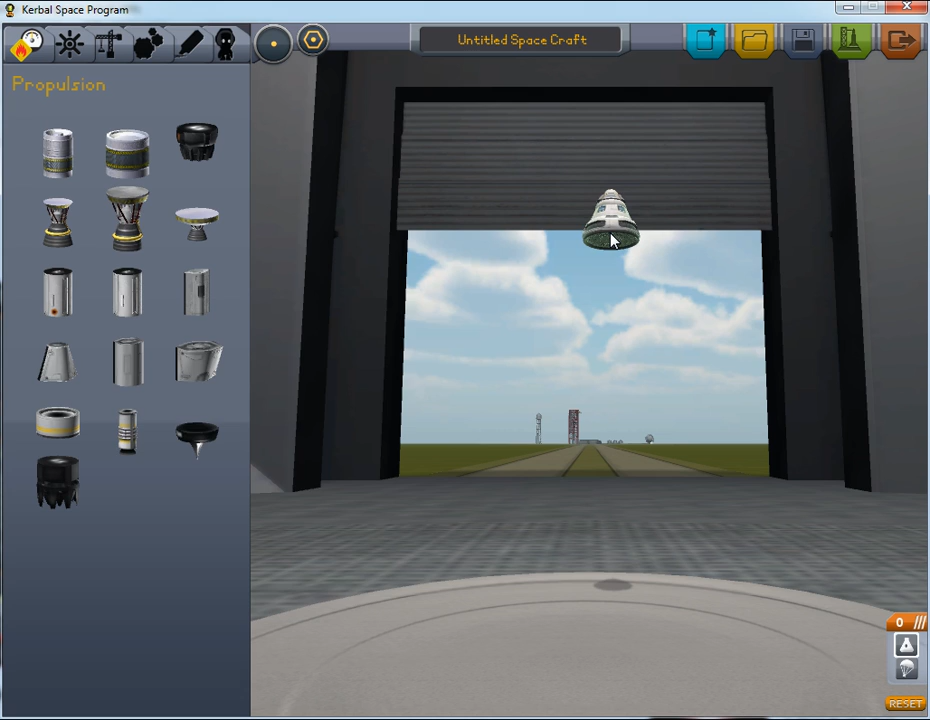 Kerbal Space Program
Untitled Space Craft
Propulsion
0
RESET